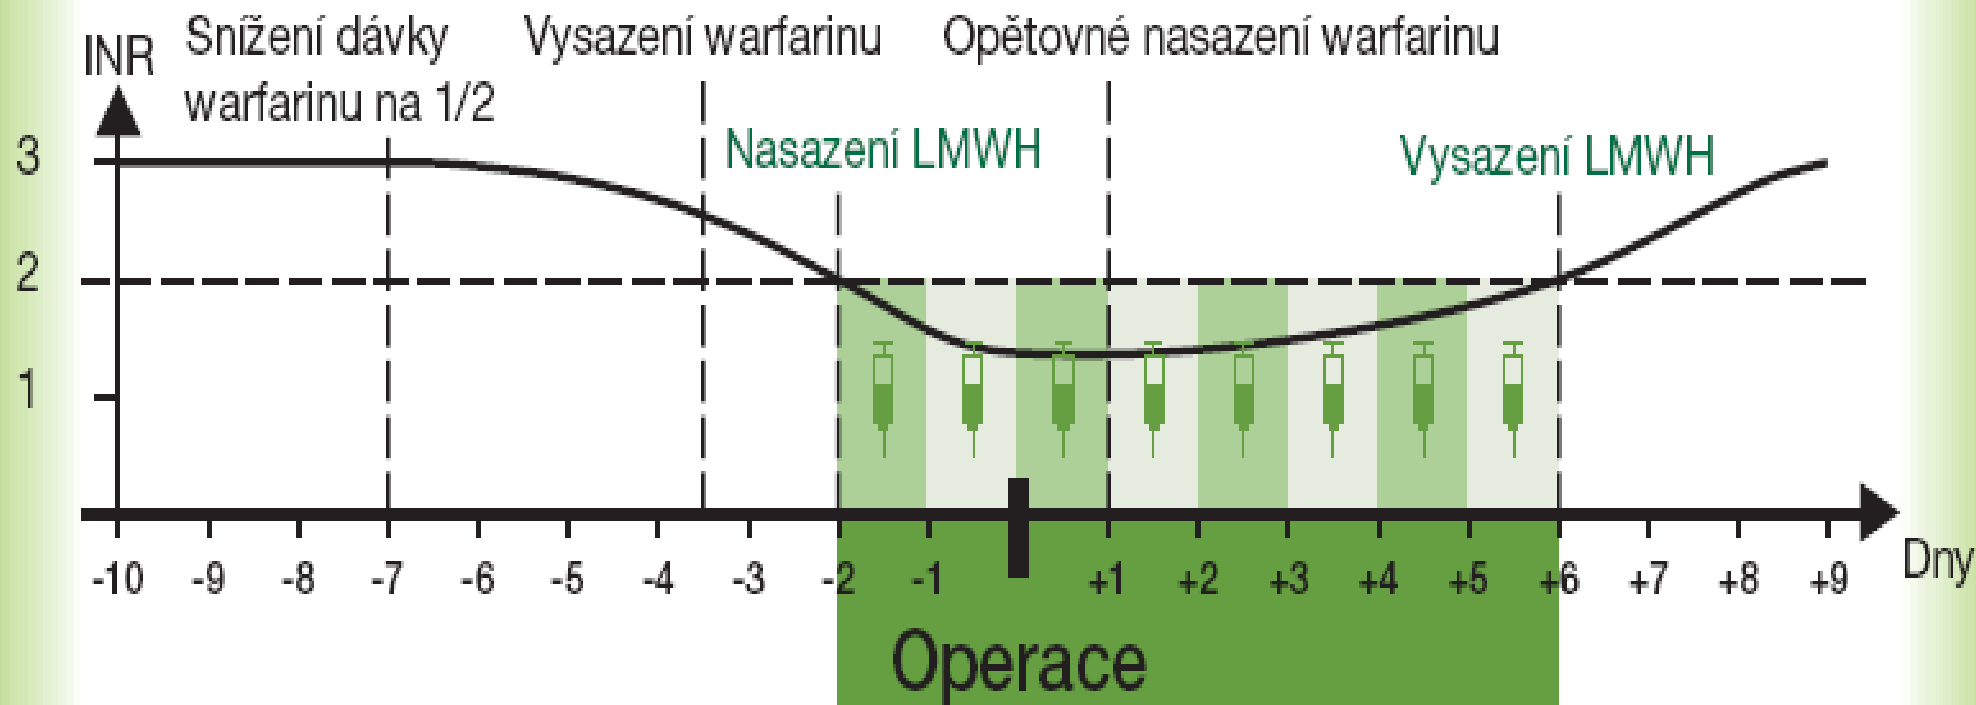 INR
Snížení dávky
warfarinu na 1/2
Vysazení warfarinu
Opětovné nasazení warfarinu
Nasazení LMWH
Vysazení LMWH
3
2
1
-10 -9 -8 -7 -6 -5 -4 -3 -2 -1 +1 +2 +3 +4 +5 +6 +7 +8 +9
Dny
Operace